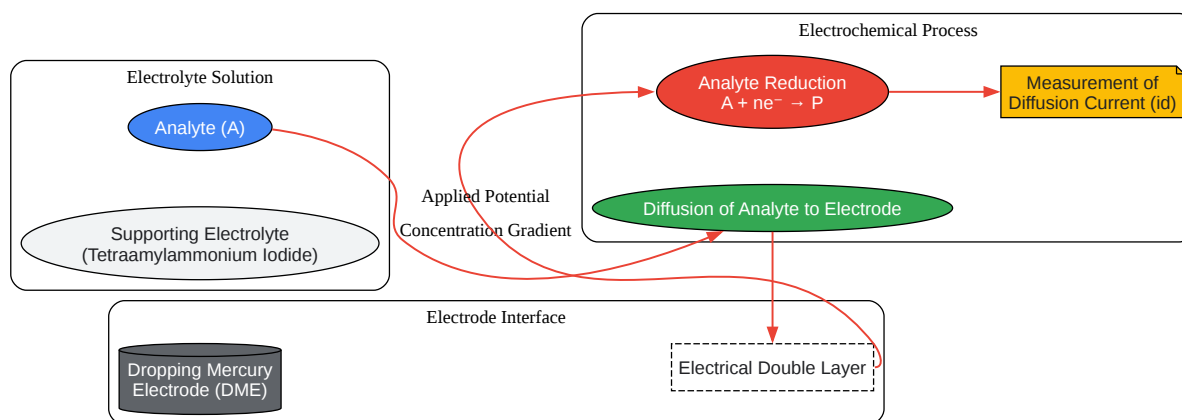 Electrochemical Process
Electrolyte Solution
Analyte Reduction
A + ne⁻ → P
Measurement of
Diffusion Current (id)
Analyte (A)
Applied Potential
Concentration Gradient
Diffusion of Analyte to Electrode
Supporting Electrolyte
(Tetraamylammonium Iodide)
Electrode Interface
Dropping Mercury
Electrode (DME)
Electrical Double Layer